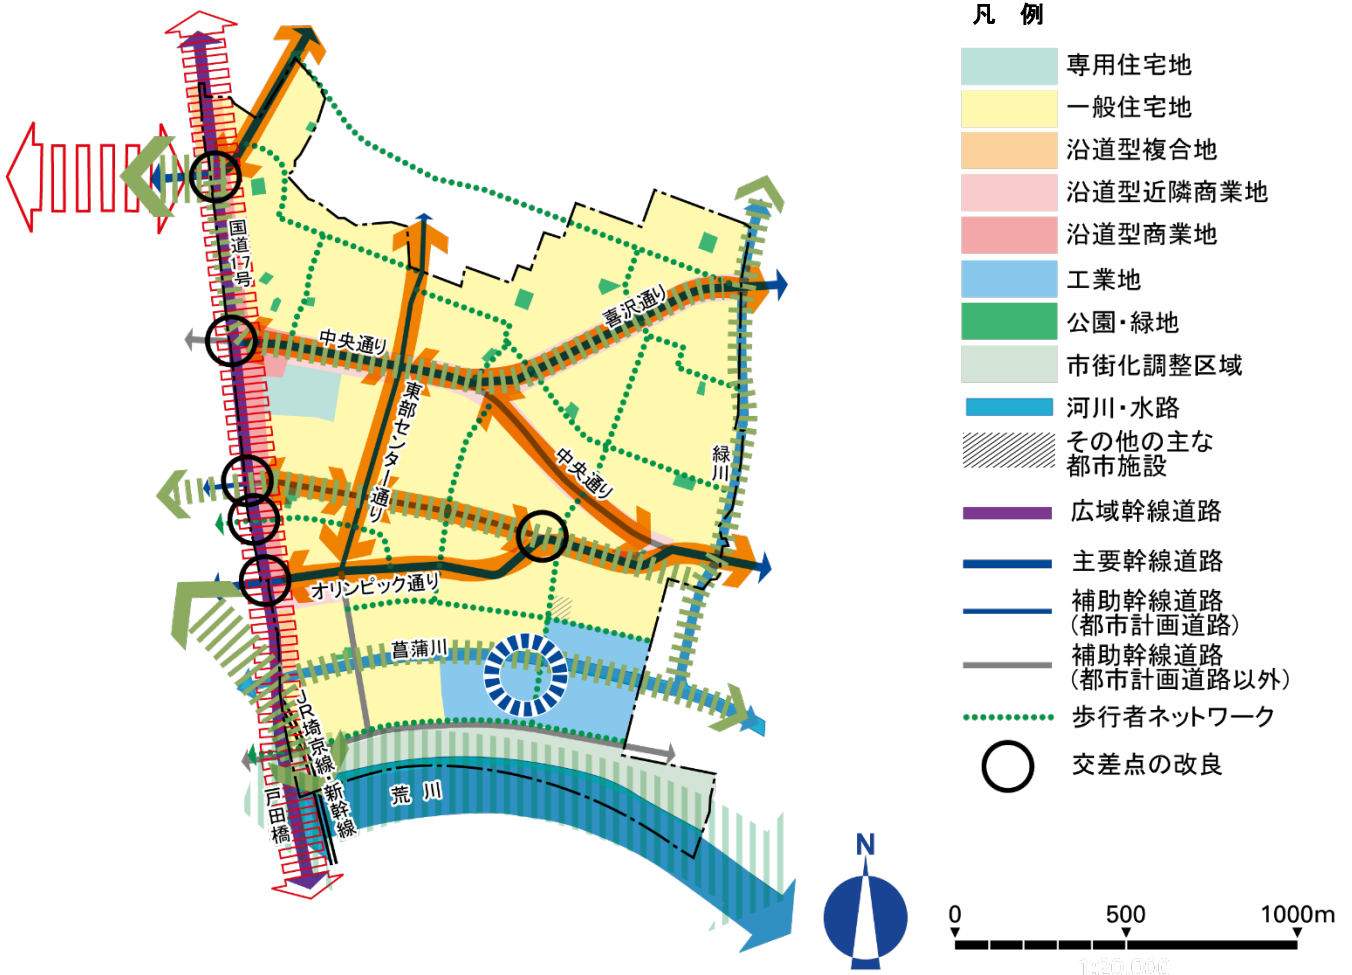 凡 例
専用住宅地
一般住宅地
沿道型複合地
沿道型近隣商業地
沿道型商業地
工業地
公園・緑地
市街化調整区域
河川・水路
その他の主な
都市施設
広域幹線道路
主要幹線道路
補助幹線道路
(都市計画道路)
補助幹線道路
(都市計画道路以外)
歩行者ネットワーク
交差点の改良
国道17号
中央通り
喜沢通り
東部センター通り
中央通り
緑川
オリンピック通り
菖蒲川
JR埼京線・新幹線
戸田橋
荒川
N
0 500 1000m
1:20,000